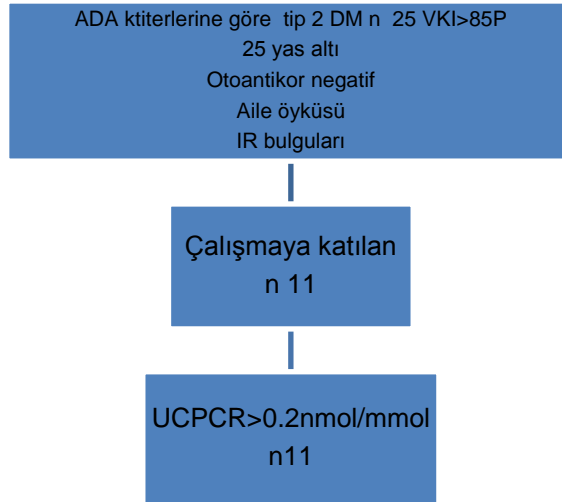 ADA ktiterlerine göre tip 2 DM n 25 VKI>85P
25 yas altı
Otoantikor negatif
Aile öyküsü
IR bulguları
Çalışmaya katılan
n 11
UCPCR>0.2nmol/mmol
n11